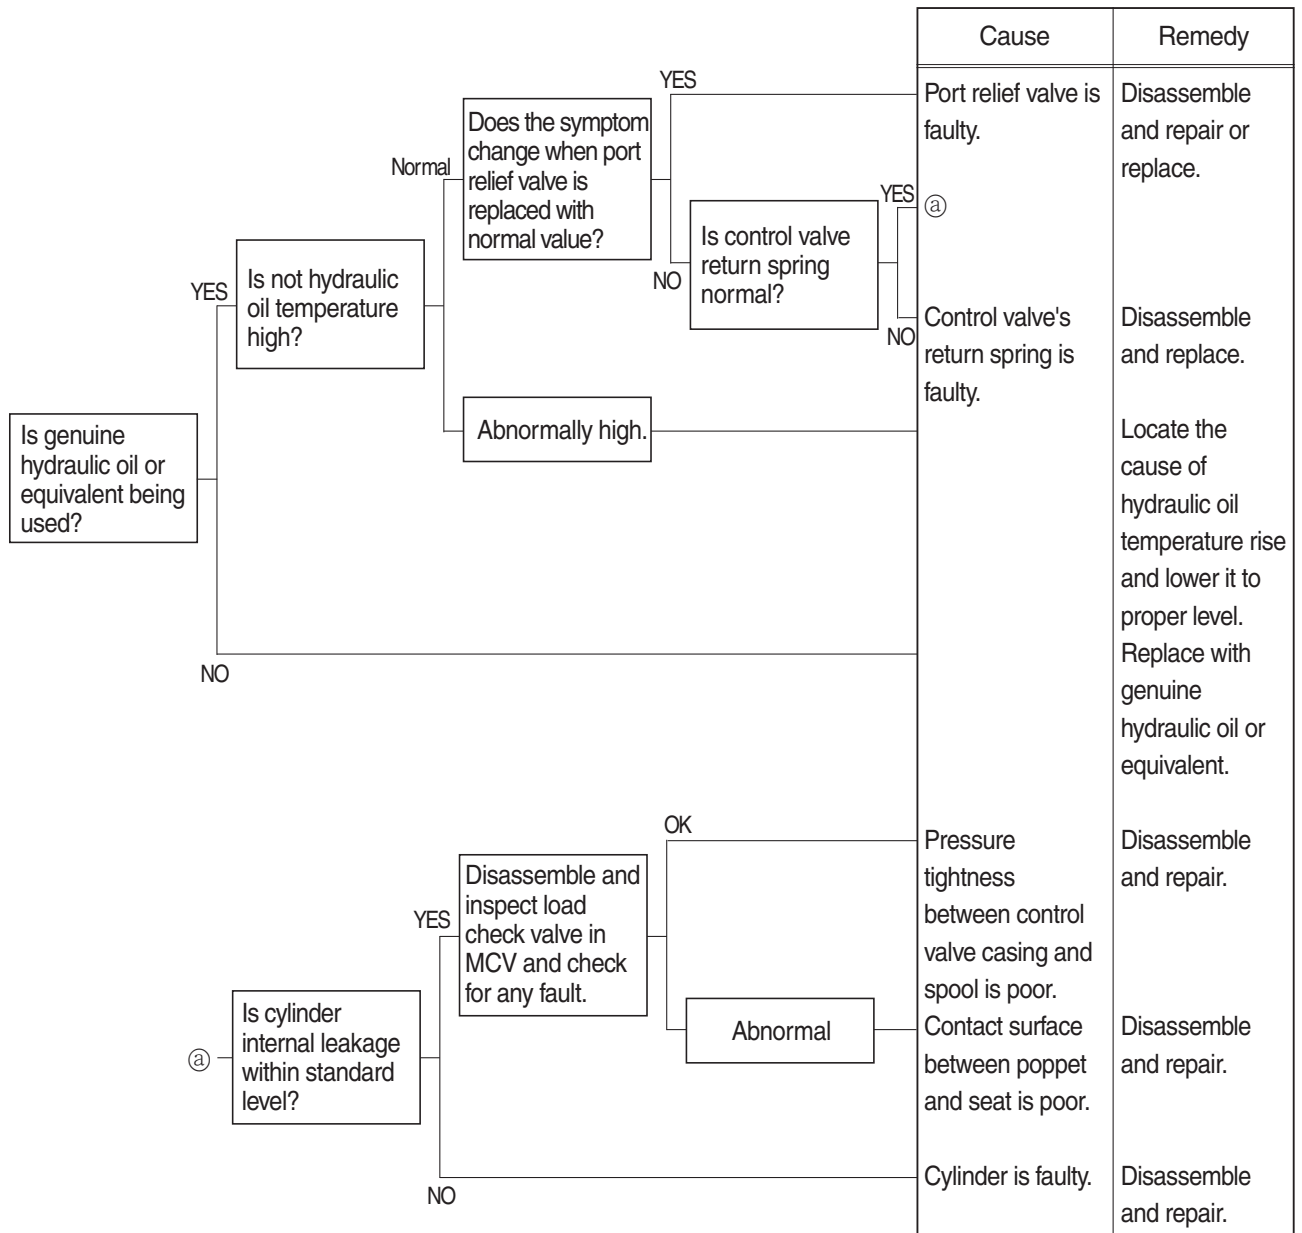 Cause
Remedy
YES
Port relief valve is
faulty.
Disassemble
and repair or
replace.
Does the symptom
change when port
relief valve is
replaced with
normal value?
Normal
YES
ⓐ
Is control valve
return spring
normal?
NO
Is not hydraulic
oil temperature
high?
YES
NO
Control valve's
return spring is
faulty.
Disassemble
and replace.
Abnormally high.
Locate the
cause of
hydraulic oil
temperature rise
and lower it to
proper level.
Is genuine
hydraulic oil or
equivalent being
used?
NO
Replace with
genuine
hydraulic oil or
equivalent.
OK
Pressure
tightness
between control
valve casing and
spool is poor.
Disassemble
and repair.
Disassemble and
inspect load
check valve in
MCV and check
for any fault.
YES
Abnormal
Contact surface
between poppet
and seat is poor.
Disassemble
and repair.
ⓐ
Is cylinder
internal leakage
within standard
level?
NO
Cylinder is faulty.
Disassemble
and repair.